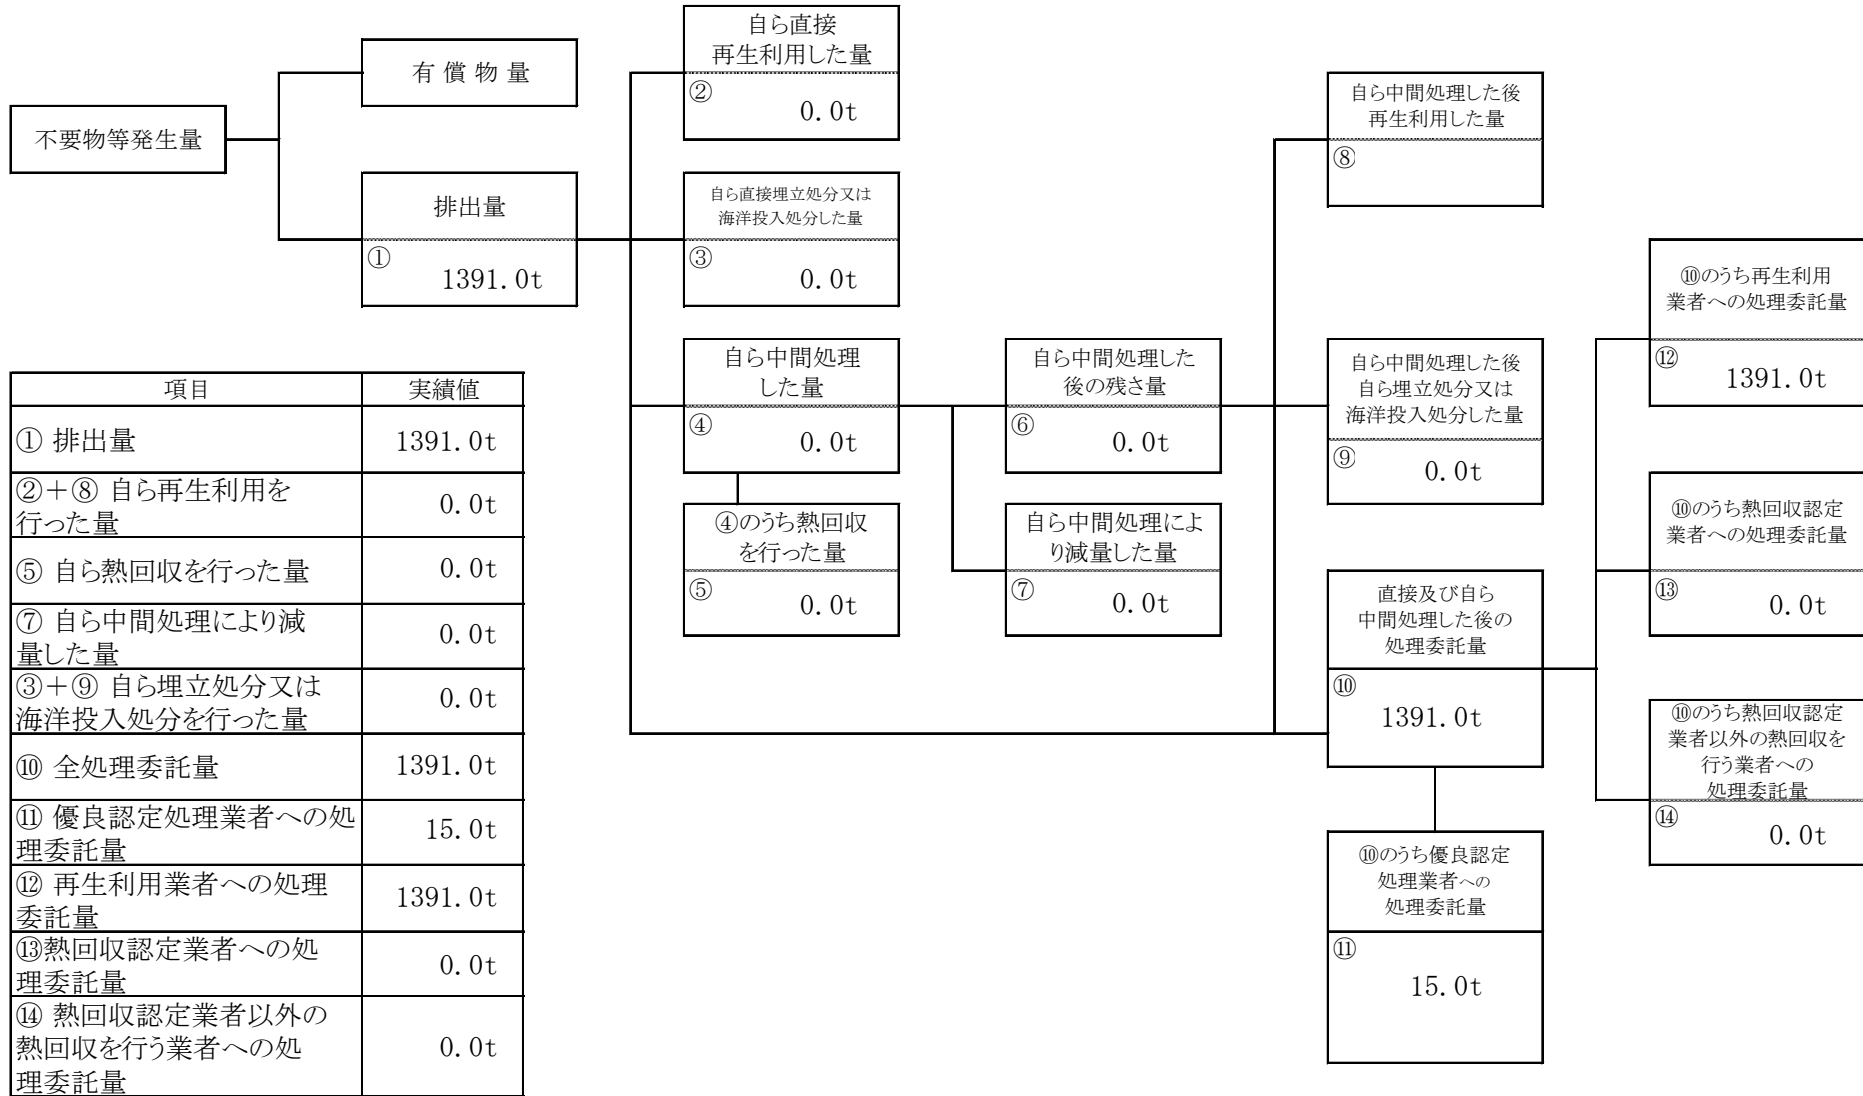 不要物等発生量
有 償 物 量
排出量
①
1391.0t
自ら直接
再生利用した量
②
0.0t
自ら直接埋立処分又は
海洋投入処分した量
③
0.0t
自ら中間処理
した量
④
0.0t
④のうち熱回収
を行った量
⑤
0.0t
自ら中間処理した
後の残さ量
⑥
0.0t
自ら中間処理によ
り減量した量
⑦
0.0t
自ら中間処理した後
再生利用した量
⑧
自ら中間処理した後
自ら埋立処分又は
海洋投入処分した量
⑨
0.0t
直接及び自ら
中間処理した後の
処理委託量
⑩
1391.0t
⑩のうち優良認定
処理業者への
処理委託量
⑪
15.0t
⑩のうち再生利用
業者への処理委託量
⑫
1391.0t
⑩のうち熱回収認定
業者への処理委託量
⑬
0.0t
⑩のうち熱回収認定
業者以外の熱回収を
行う業者への
処理委託量
⑭
0.0t
項目 実績値
① 排出量 1391.0t
②+⑧ 自ら再生利用を
行った量 0.0t
⑤ 自ら熱回収を行った量 0.0t
⑦ 自ら中間処理により減
量した量 0.0t
③+⑨ 自ら埋立処分又は
海洋投入処分を行った量 0.0t
⑩ 全処理委託量 1391.0t
⑪ 優良認定処理業者への処
理委託量 15.0t
⑫ 再生利用業者への処理
委託量 1391.0t
⑬熱回収認定業者への処
理委託量 0.0t
⑭ 熱回収認定業者以外の
熱回収を行う業者への処
理委託量 0.0t